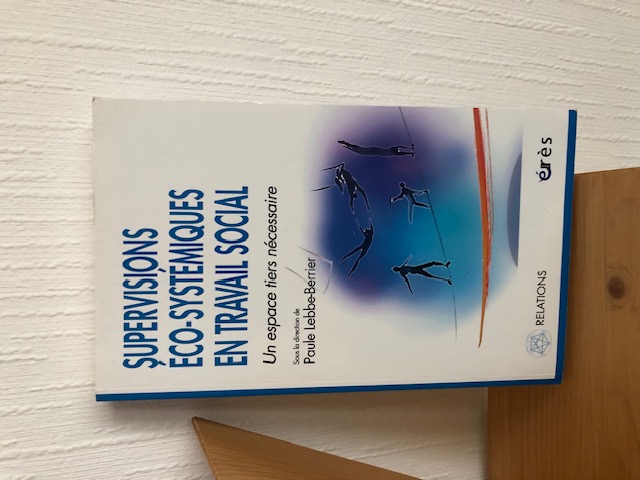 SUPERVISIONS
ÉCO-SYSTÉMIQUES
EN TRAVAIL SOCIAL
Un espace tiers nécessaire
Sous la direction de
Paule Lebbe-Berrier
RELATIONS
érès